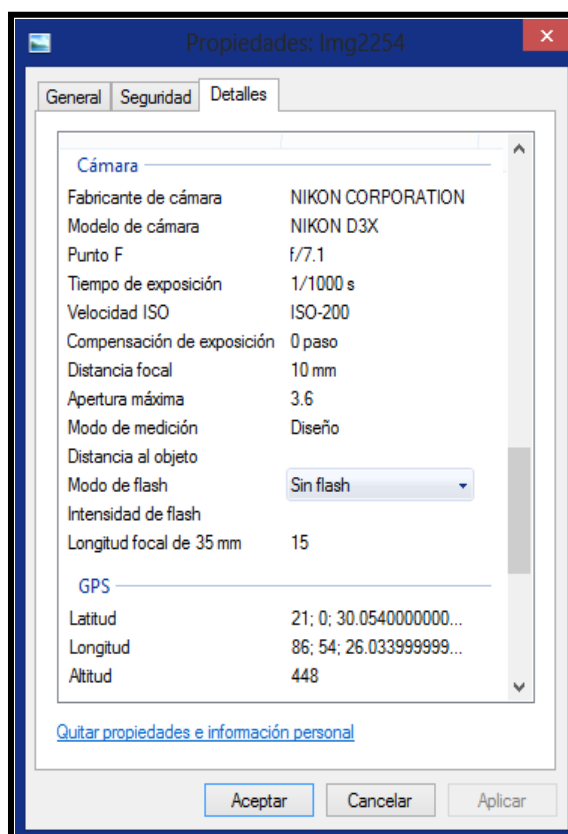 Propiedades: Img2254
General Seguridad Detalles
Cámara
Fabricante de cámara NIKON CORPORATION
Modelo de cámara NIKON D3X
Punto F f/7.1
Tiempo de exposición 1/1000 s
Velocidad ISO ISO-200
Compensación de exposición 0 paso
Distancia focal 10 mm
Apertura máxima 3.6
Modo de medición Diseño
Distancia al objeto
Modo de flash Sin flash
Intensidad de flash
Longitud focal de 35 mm 15
GPS
Latitud 21; 0; 30.0540000000...
Longitud 86; 54; 26.033999999...
Altitud 448
Quitar propiedades e información personal
Aceptar Cancelar Aplicar